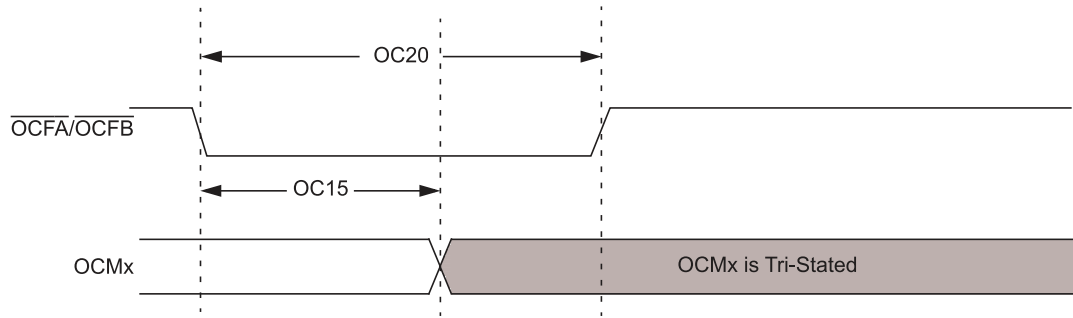 OC20
OCFA/OCFB
OC15
OCMx
OCMx is Tri-Stated